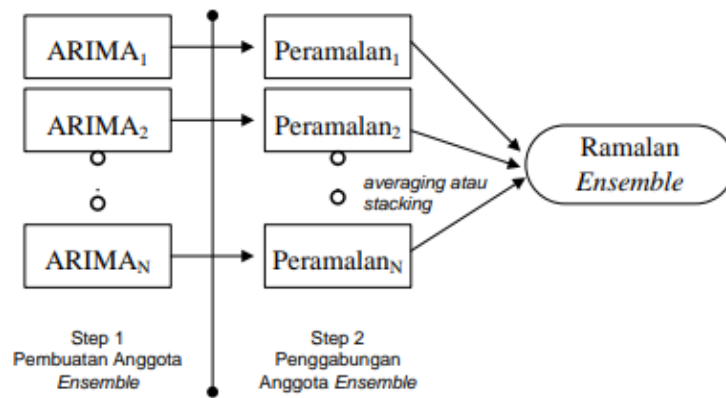 ARIMA1
Peramalan1
ARIMA2
Peramalan2
Ramalan
Ensemble
averaging atau
stacking
ARIMAN
PeramalanN
Step 1
Pembuatan Anggota
Ensemble
Step 2
Penggabungan
Anggota Ensemble